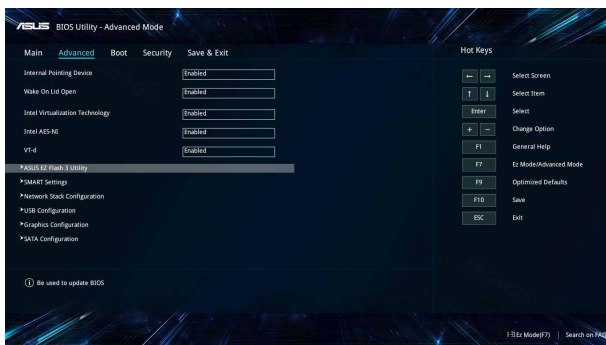 ASUS BIOS Utility - Advanced Mode
Main Advanced Boot Security Save & Exit
Internal Pointing Device Enabled
Wake On Lid Open Enabled
Intel Virtualization Technology Enabled
Intel AES-NI Enabled
VT-d Enabled
ASUS EZ Flash 3 Utility
SMART Settings
Network Stack Configuration
USB Configuration
Graphics Configuration
SATA Configuration
Be used to update BIOS
Hot Keys
← → Select Screen
↑ ↓ Select Item
Enter Select
+ − Change Option
F1 General Help
F7 Ez Mode/Advanced Mode
F9 Optimized Defaults
F10 Save
ESC Exit
Ez Mode(F7) | Search on FAQ